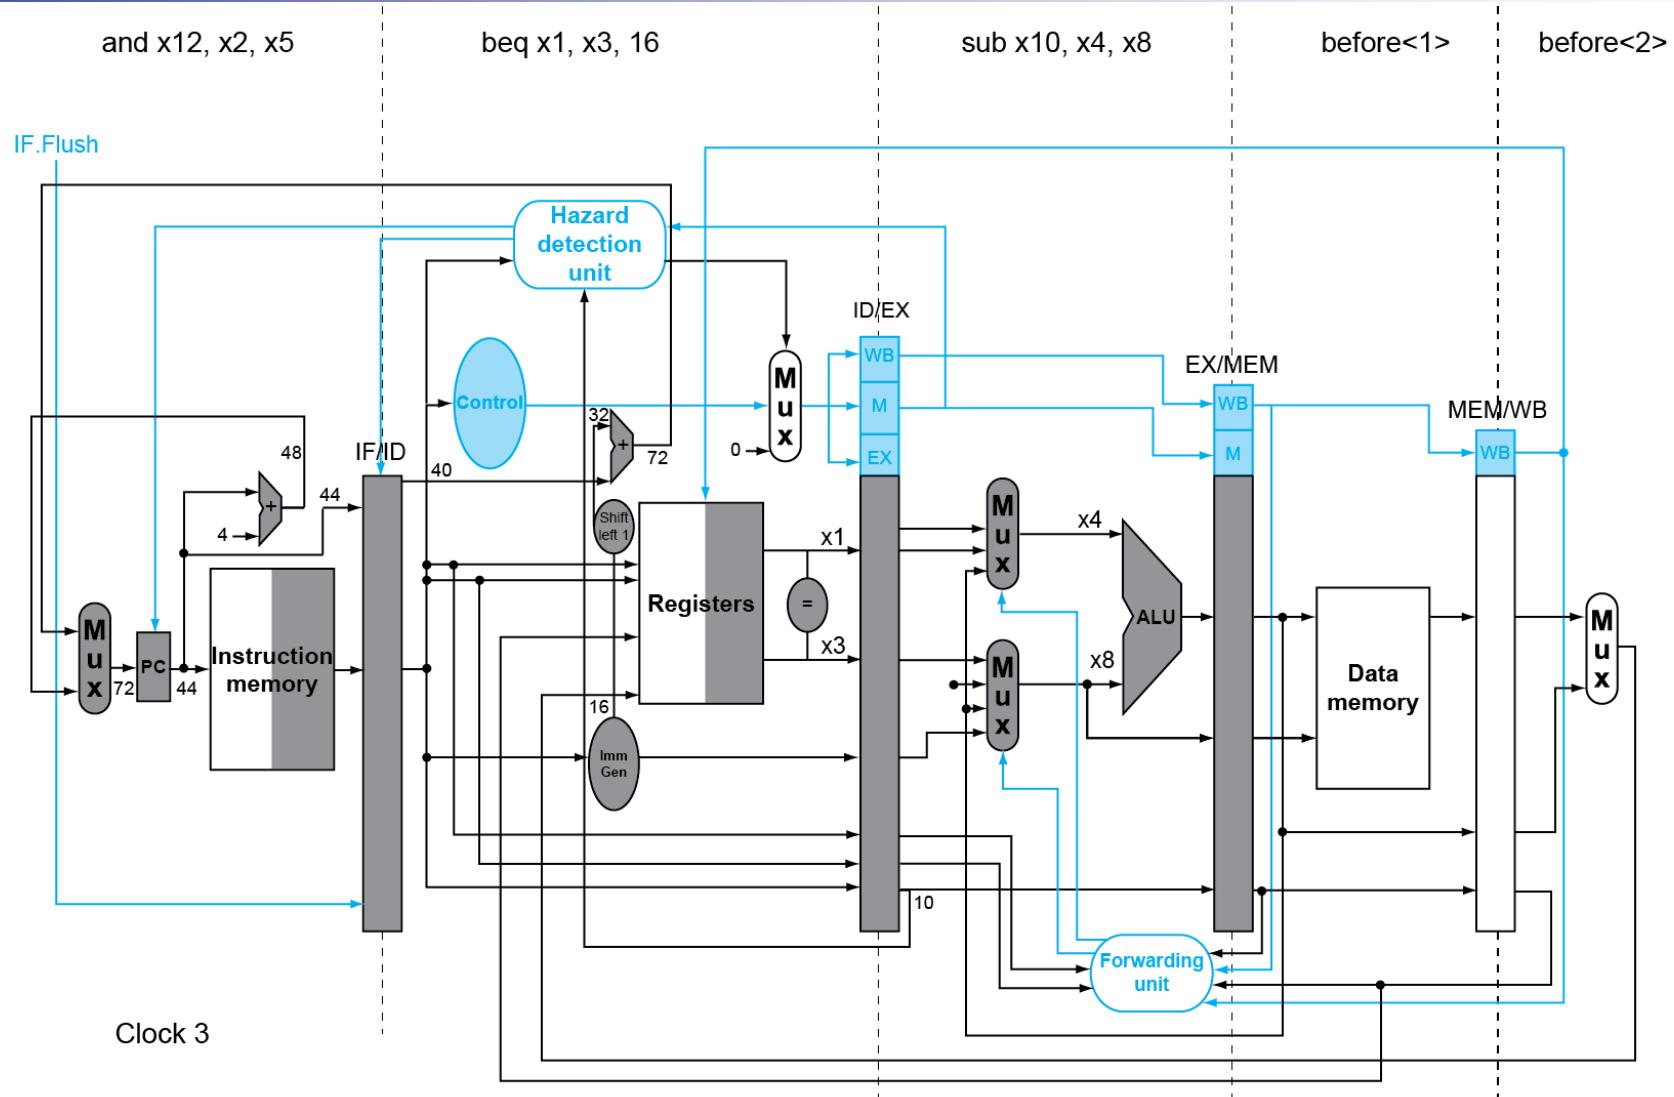 and x12, x2, x5
beq x1, x3, 16
sub x10, x4, x8
before<1>
before<2>
IF.Flush
Hazard
detection
unit
ID/EX
WB
M
EX
EX/MEM
WB
M
MEM/WB
WB
Control
M
u
x
0
32
+
72
IF/ID
40
48
44
+
4
Shift
left 1
M
u
x
x4
x1
=
x3
Registers
M
u
x
72
PC
44
Instruction
memory
16
Imm
Gen
M
u
x
x8
ALU
Data
memory
M
u
x
10
Forwarding
unit
Clock 3